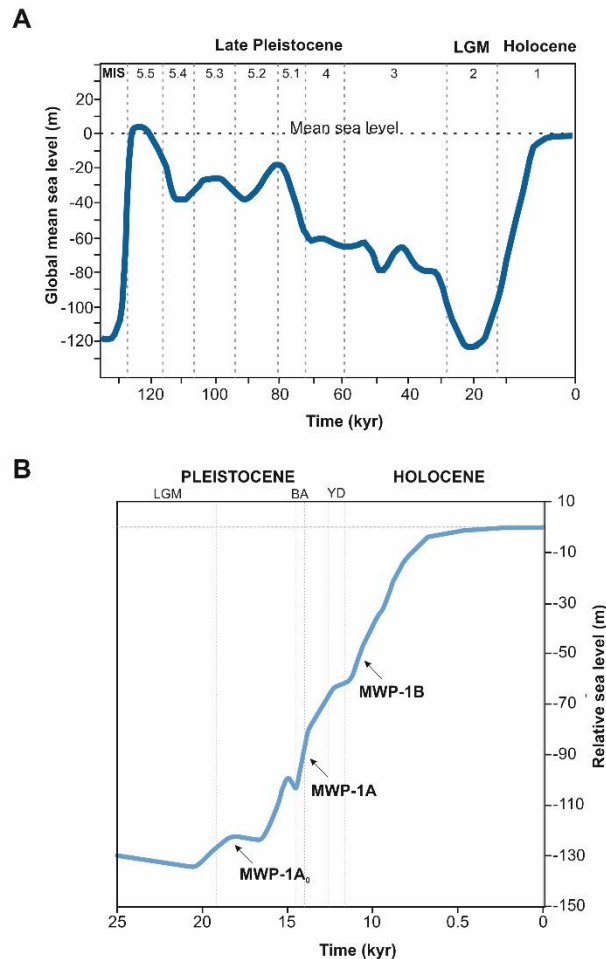 A
Late Pleistocene LGM Holocene
MIS 5.5 5.4 5.3 5.2 5.1 4 3 2 1
Global mean sea level (m)
20
0
-20
-40
-60
-80
-100
-120
Mean sea level
120 100 80 60 40 20 0
Time (kyr)
B
PLEISTOCENE HOLOCENE
LGM BA YD
10
-10
-30
-50
-70
-90
-110
-130
-150
Relative sea level (m)
MWP-1B
MWP-1A
MWP-1A₀
25 20 15 10 0.5 0
Time (kyr)